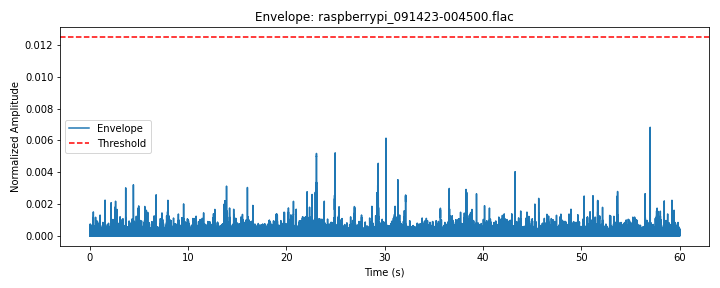 Envelope: raspberrypi_091423-004500.flac
0.012
0.010
0.008
0.006
0.004
0.002
0.000
Normalized Amplitude
Envelope
Threshold
0 10 20 30 40 50 60
Time (s)